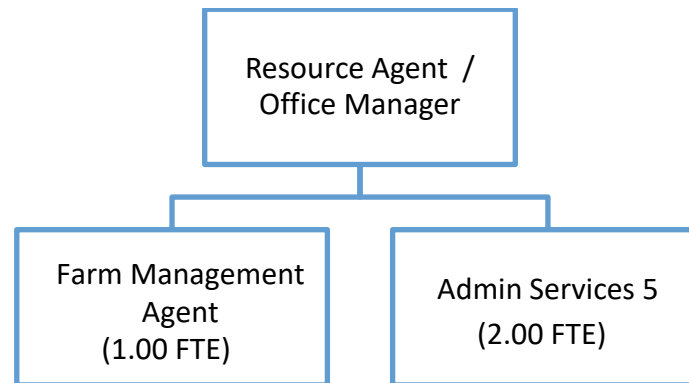 Resource Agent /
Office Manager
Farm Management
Agent
(1.00 FTE)
Admin Services 5
(2.00 FTE)